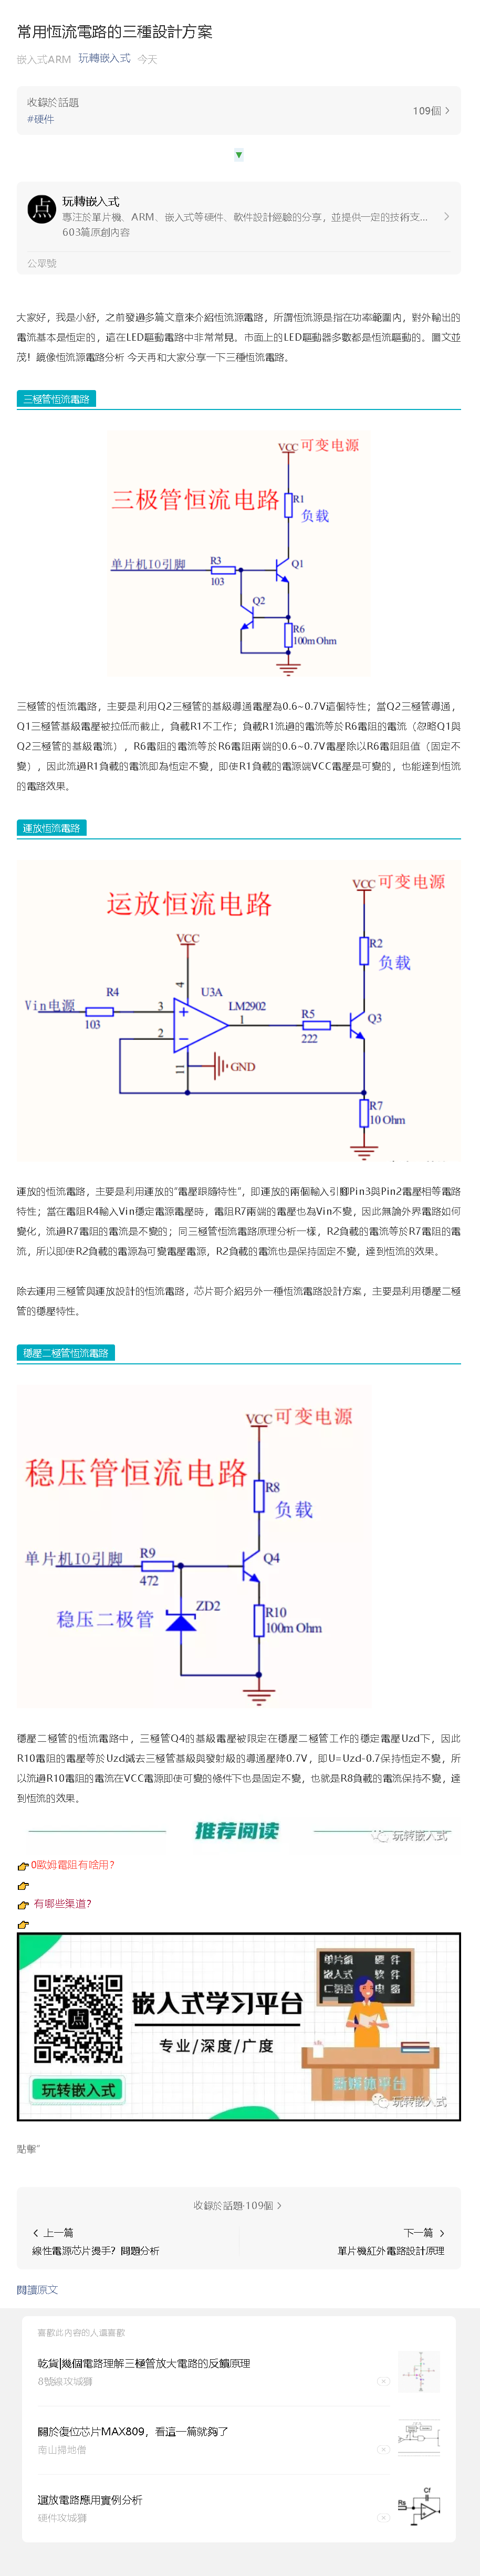 常用恆流電路的三種設計方案
嵌入式ARM 玩轉嵌入式 今天
收錄於話題
#硬件
109個
玩轉嵌入式
專注於單片機、ARM、嵌入式等硬件、軟件設計經驗的分享，並提供一定的技術支...
603篇原創內容
公眾號
大家好，我是小舒，之前發過多篇文章來介紹恆流源電路，所謂恆流源是指在功率範圍內，對外輸出的
電流基本是恆定的，這在LED驅動電路中非常常見。市面上的LED驅動器多數都是恆流驅動的。圖文並
茂！鏡像恆流源電路分析 今天再和大家分享一下三種恆流電路。
三極管恆流電路
VCC 可变电源
三极管恒流电路
R1
负载
单片机IO引脚
R3
103
Q1
Q2
R6
100m Ohm
三極管的恆流電路，主要是利用Q2三極管的基級導通電壓為0.6~0.7V這個特性；當Q2三極管導通，
Q1三極管基級電壓被拉低而截止，負載R1不工作；負載R1流過的電流等於R6電阻的電流（忽略Q1與
Q2三極管的基級電流），R6電阻的電流等於R6電阻兩端的0.6~0.7V電壓除以R6電阻阻值（固定不
變），因此流過R1負載的電流即為恆定不變，即使R1負載的電源端VCC電壓是可變的，也能達到恆流
的電路效果。
運放恆流電路
VCC 可变电源
运放恒流电路
R2
负载
VCC
4
U3A
LM2902
R4
Vin电源
103
3
2
1
R5
222
Q3
11
GND
R7
10 Ohm
運放的恆流電路，主要是利用運放的"電壓跟隨特性"，即運放的兩個輸入引腳Pin3與Pin2電壓相等電路
特性；當在電阻R4輸入Vin穩定電源電壓時，電阻R7兩端的電壓也為Vin不變，因此無論外界電路如何
變化，流過R7電阻的電流是不變的；同三極管恆流電路原理分析一樣，R2負載的電流等於R7電阻的電
流，所以即使R2負載的電源為可變電壓電源，R2負載的電流也是保持固定不變，達到恆流的效果。
除去運用三極管與運放設計的恆流電路，芯片哥介紹另外一種恆流電路設計方案，主要是利用穩壓二極
管的穩壓特性。
穩壓二極管恆流電路
VCC 可变电源
稳压管恒流电路
R8
负载
单片机IO引脚
R9
472
Q4
ZD2
稳压二极管
R10
100m Ohm
穩壓二極管的恆流電路中，三極管Q4的基級電壓被限定在穩壓二極管工作的穩定電壓Uzd下，因此
R10電阻的電壓等於Uzd減去三極管基級與發射級的導通壓降0.7V，即U=Uzd-0.7保持恆定不變，所
以流過R10電阻的電流在VCC電源即使可變的條件下也是固定不變，也就是R8負載的電流保持不變，達
到恆流的效果。
推荐阅读
玩转嵌入式
👉0歐姆電阻有啥用？
👉
👉 有哪些渠道？
👉
点
嵌入式学习平台
专业/深度/广度
玩转嵌入式
硬 件
软 件
新媒体平台
玩转嵌入式
點擊"
收錄於話題·109個
上一篇
線性電源芯片燙手？問題分析
下一篇
單片機紅外電路設計原理
閱讀原文
喜歡此內容的人還喜歡
乾貨|幾個電路理解三極管放大電路的反饋原理
8號線攻城獅
關於復位芯片MAX809，看這一篇就夠了
南山掃地僧
運放電路應用實例分析
硬件攻城獅
Cf
Rs